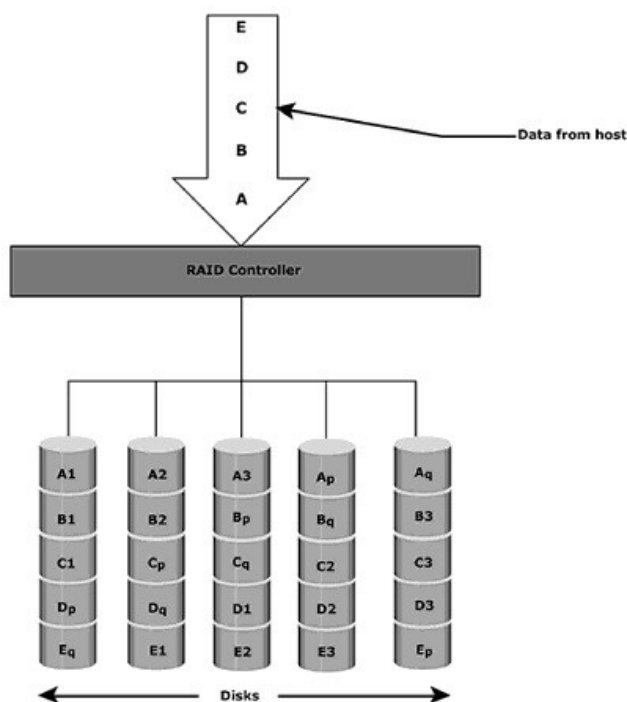 E
D
C
Data from host
B
A
RAID Controller
A1 A2 A3 Ap Aq
B1 B2 Bp Bq B3
C1 Cp Cq C2 C3
Dp Dq D1 D2 D3
Eq E1 E2 E3 Ep
Disks